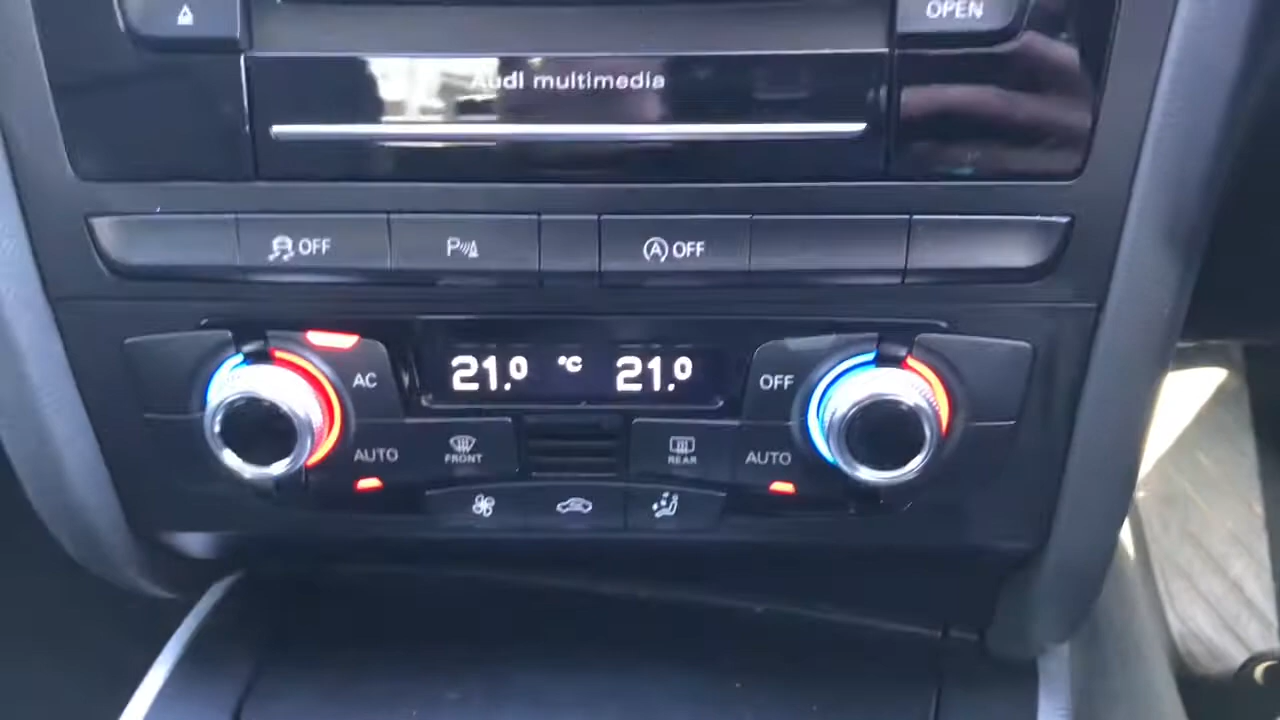 OPEN
Audi multimedia
OFF
P
A OFF
AC
21.0 °C 21.0
OFF
AUTO
FRONT
REAR
AUTO